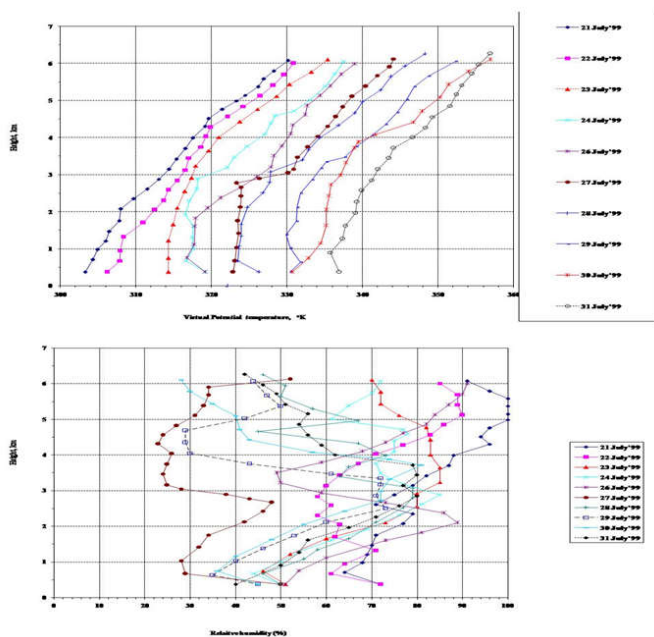 7
6
5
4
3
2
1
0
Height, km
300
310
320
330
340
350
360
Virtual Potential temperature, °K
21 July'99
22 July'99
23 July'99
24 July'99
26 July'99
27 July'99
28 July'99
29 July'99
30 July'99
31 July'99
7
6
5
4
3
2
1
0
Height, km
0
10
20
30
40
50
60
70
80
90
100
Relative humidity (%)
21 July'99
22 July'99
23 July'99
24 July'99
26 July'99
27 July'99
28 July'99
29 July'99
30 July'99
31 July'99